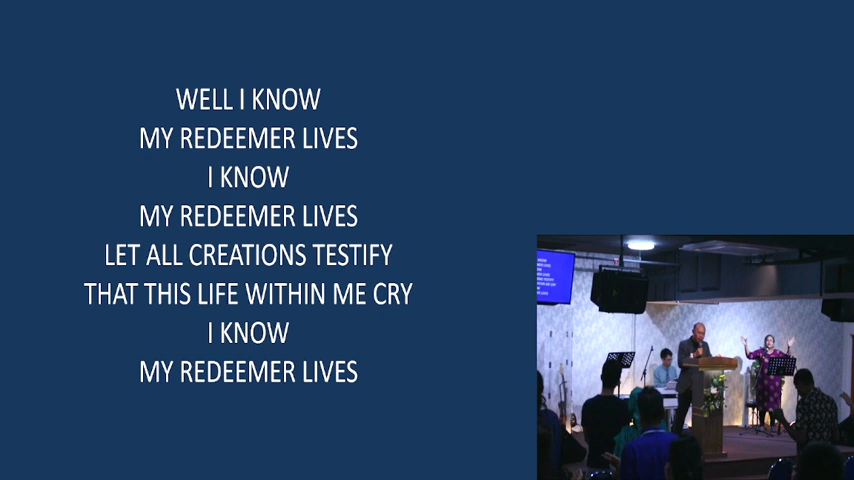 WELL I KNOW
MY REDEEMER LIVES
I KNOW
MY REDEEMER LIVES
LET ALL CREATIONS TESTIFY
THAT THIS LIFE WITHIN ME CRY
I KNOW
MY REDEEMER LIVES